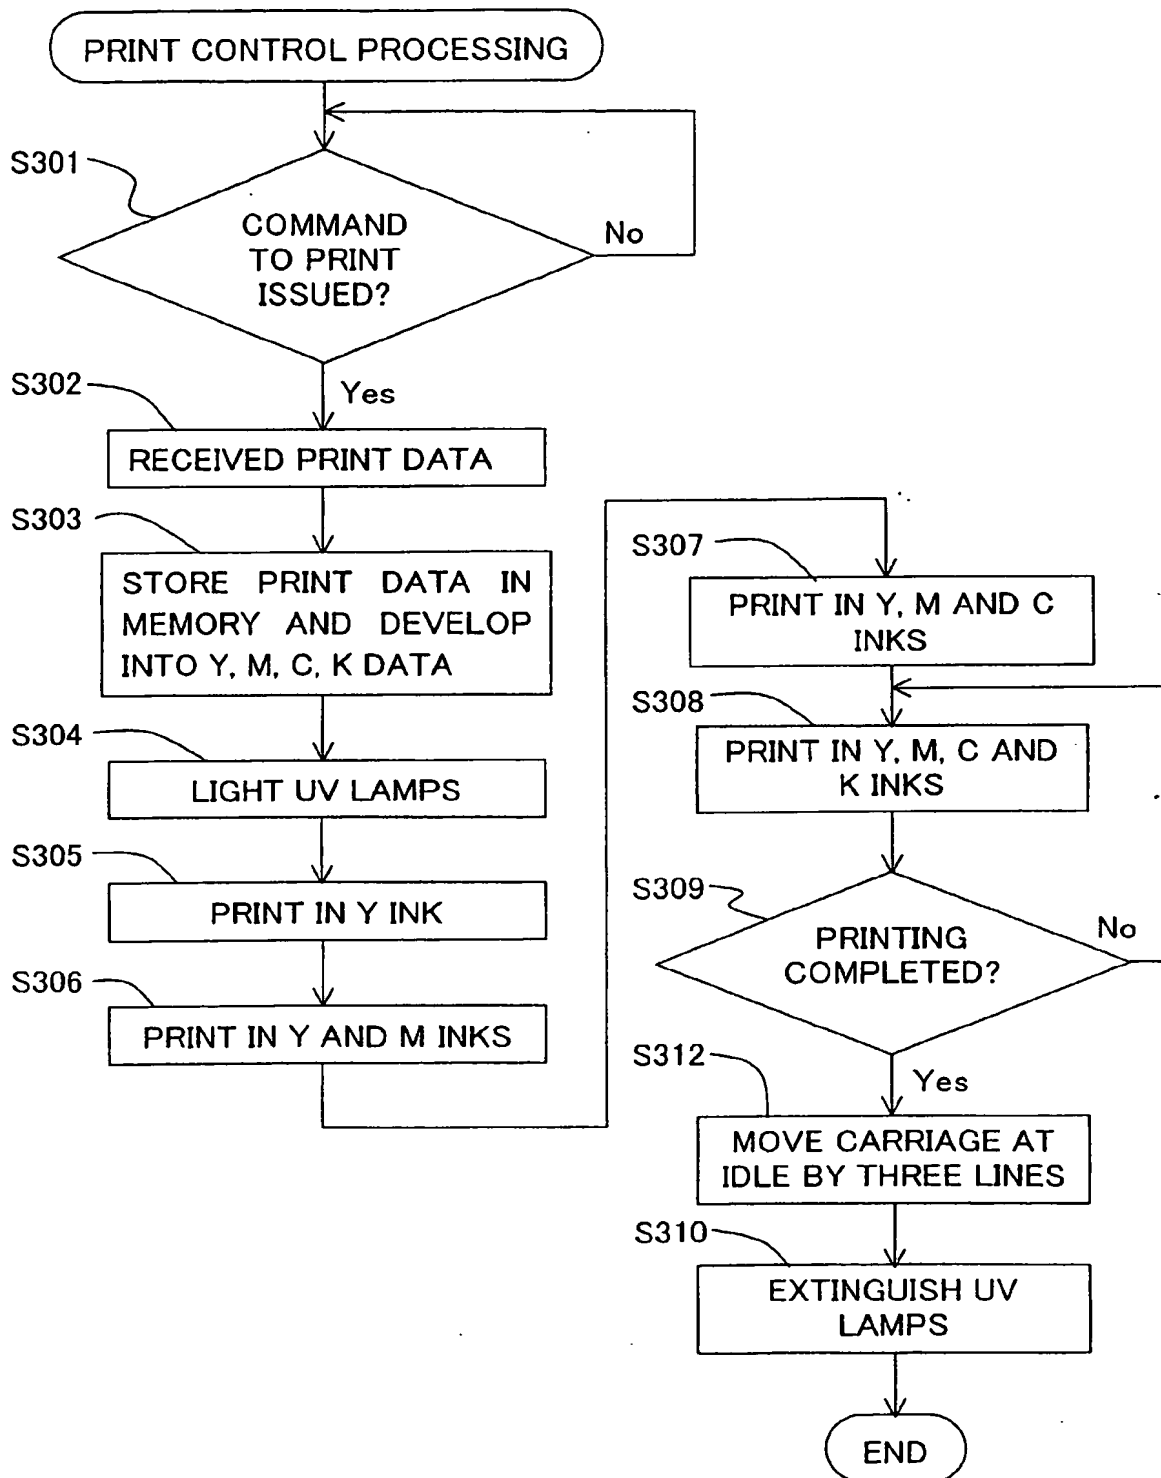 PRINT CONTROL PROCESSING
S301
COMMAND
TO PRINT
ISSUED?
No
Yes
S302
RECEIVED PRINT DATA
S303
STORE PRINT DATA IN
MEMORY AND DEVELOP
INTO Y, M, C, K DATA
S304
LIGHT UV LAMPS
S305
PRINT IN Y INK
S306
PRINT IN Y AND M INKS
S307
PRINT IN Y, M AND C
INKS
S308
PRINT IN Y, M, C AND
K INKS
S309
PRINTING
COMPLETED?
No
Yes
S312
MOVE CARRIAGE AT
IDLE BY THREE LINES
S310
EXTINGUISH UV
LAMPS
END